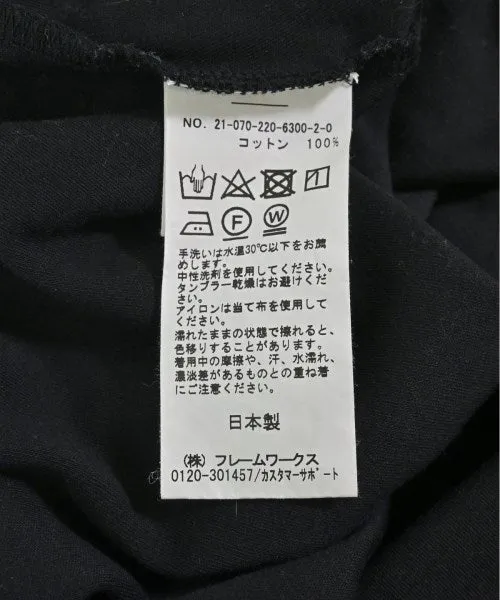 NO. 21-070-220-6300-2-0
コットン 100%
F
W
手洗いは水温30℃以下をお薦
めします。
中性洗剤を使用してください。
タンブラー乾燥はお避けくださ
い。
アイロンは当て布を使用して
ください。
濡れたままの状態で擦れると、
色移りすることがあります。
着用中の摩擦や、汗、水濡れ、
濃淡差があるものとの重ね着
にご注意ください。
日本製
(株) フレームワークス
0120-301457/カスタマーサポート